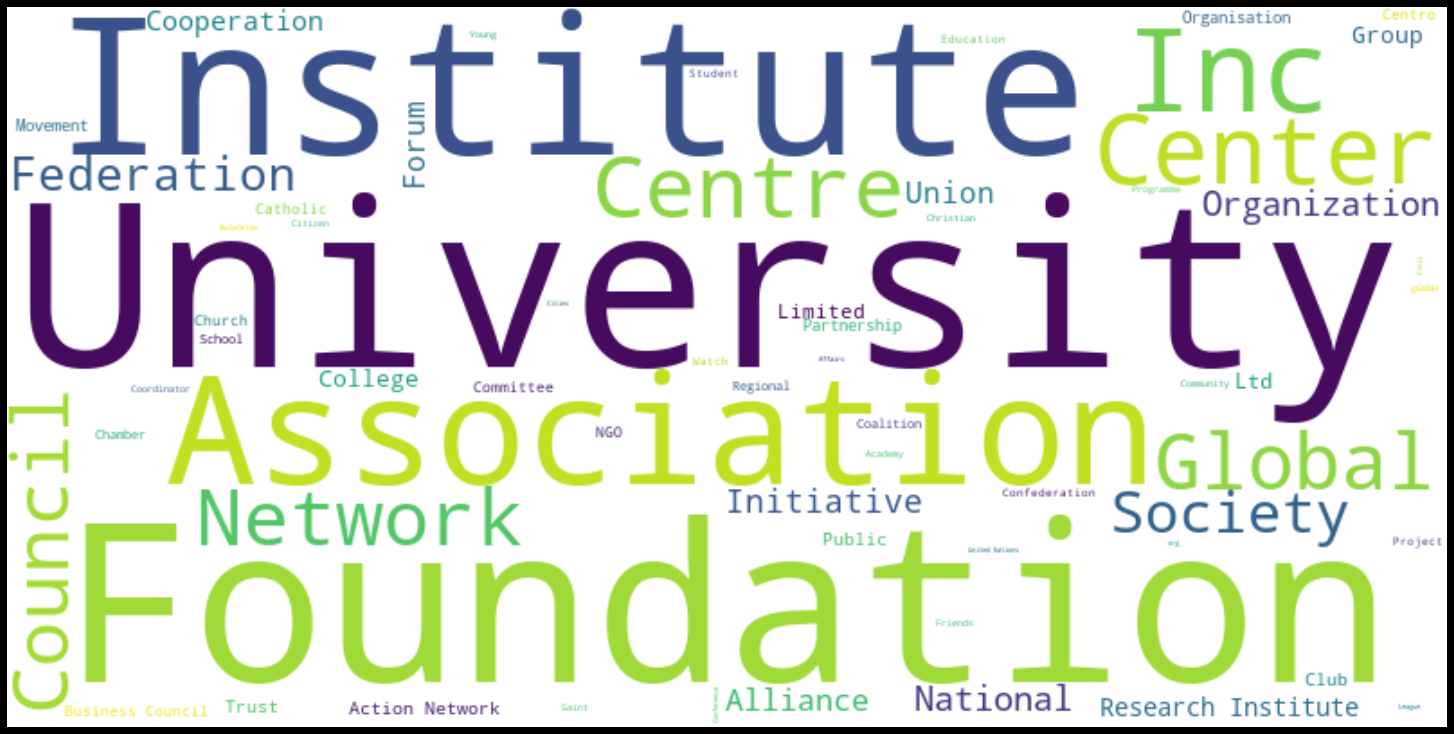 Cooperation
Institute
Young
Student
Education
Organisation
Centro
Group
Inc
Movement
Forum
Center
Federation
Centre
Union
Programme
Organization
Catholic
Citizen
Christian
University
Church
School
Cities
Limited
Partnership
gGmbH
Watch
Affairs
Coordinator
College
Committee
Regional
Community
Ltd
Council
Association
Chamber
NGO
Coalition
Academy
Global
Network
Initiative
Confederation
Society
Public
United Nations
org
Project
Foundation
Friends
Club
Business Council
Trust
Action Network
Saint
Conference
Alliance
National
Research Institute
League